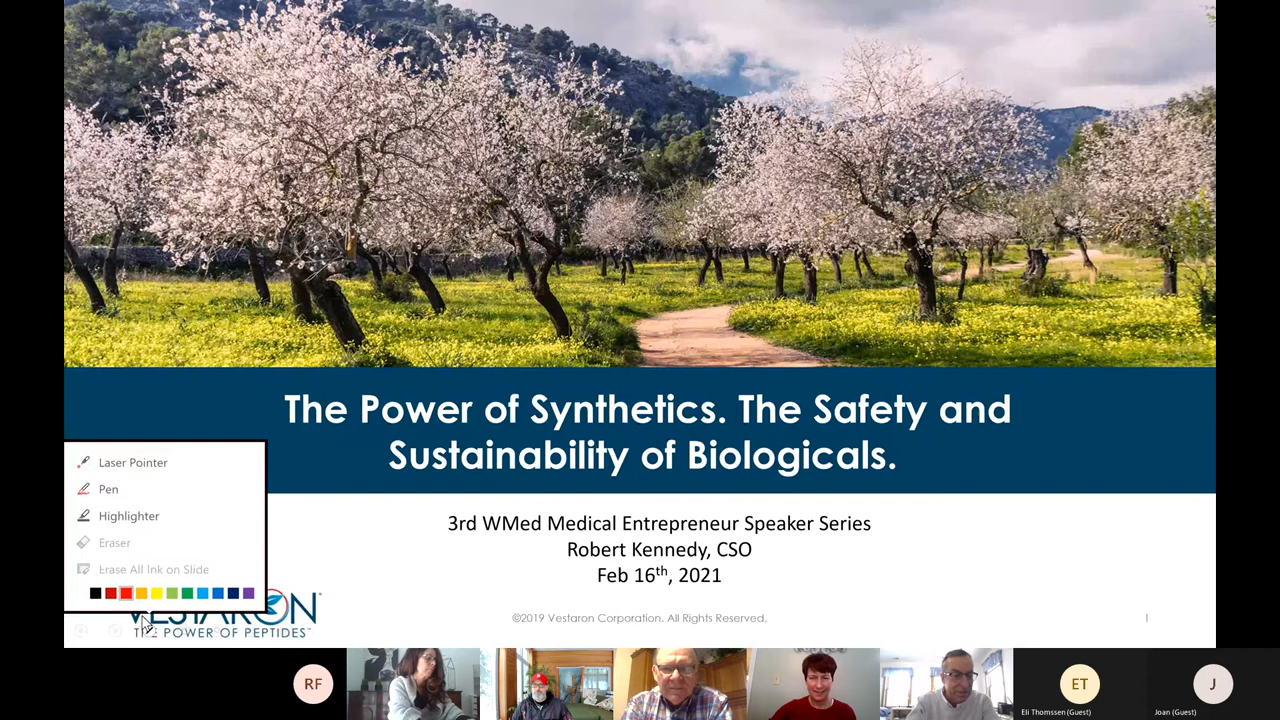 The Power of Synthetics. The Safety and
Sustainability of Biologicals.
Laser Pointer
Pen
Highlighter
Eraser
Erase All Ink on Slide
3rd WMed Medical Entrepreneur Speaker Series
Robert Kennedy, CSO
Feb 16th, 2021
VESTARON
THE POWER OF PEPTIDES™
©2019 Vestaron Corporation. All Rights Reserved.
1
RF
ET
Eli Thomssen (Guest)
J
Joan (Guest)